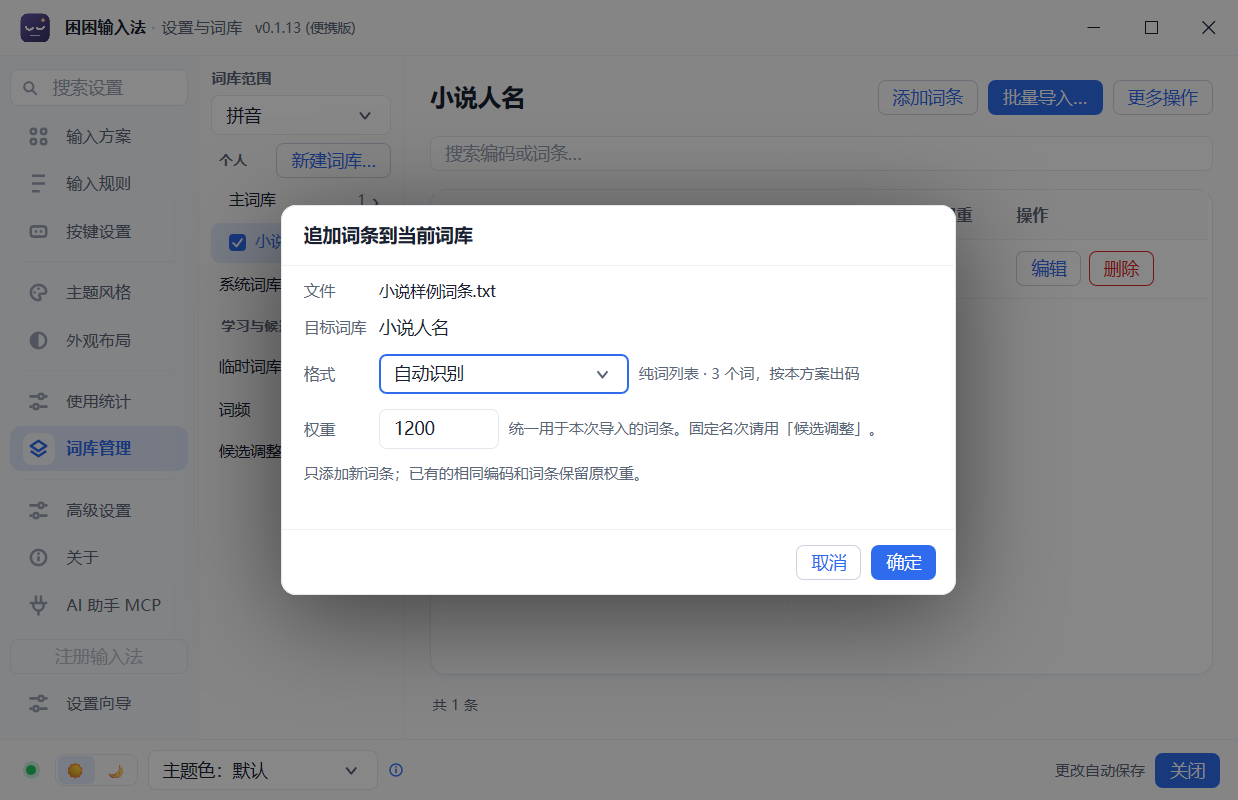 困困输入法 · 设置与词库 v0.1.13 (便携版)
搜索设置
输入方案
输入规则
按键设置
主题风格
外观布局
使用统计
词库管理
高级设置
关于
AI 助手 MCP
注册输入法
设置向导
词库范围
拼音
个人
新建词库...
主词库 1
小说
系统词库
学习与候
临时词库
词频
候选调整
小说人名
添加词条
批量导入...
更多操作
搜索编码或词条...
重
操作
编辑
删除
共 1 条
追加词条到当前词库
文件 小说样例词条.txt
目标词库 小说人名
格式 自动识别 纯词列表 · 3 个词，按本方案出码
权重 1200 统一用于本次导入的词条。固定名次请用「候选调整」。
只添加新词条；已有的相同编码和词条保留原权重。
取消
确定
主题色：默认
更改自动保存
关闭